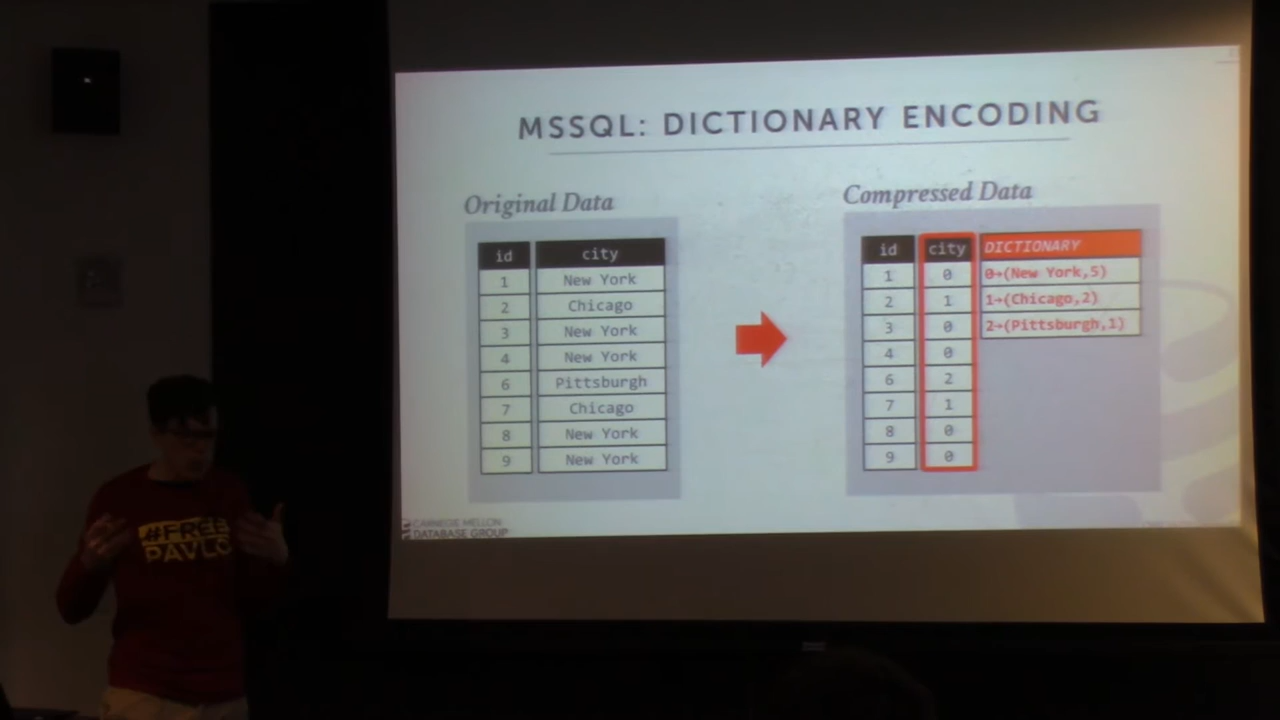 MSSQL: DICTIONARY ENCODING
Original Data
id city
1 New York
2 Chicago
3 New York
4 New York
6 Pittsburgh
7 Chicago
8 New York
9 New York
Compressed Data
id city DICTIONARY
1 0 0→(New York,5)
2 1 1→(Chicago,2)
3 0 2→(Pittsburgh,1)
4 0
6 2
7 1
8 0
9 0
CARNEGIE MELLON
DATABASE GROUP
#FREE
PAVLO